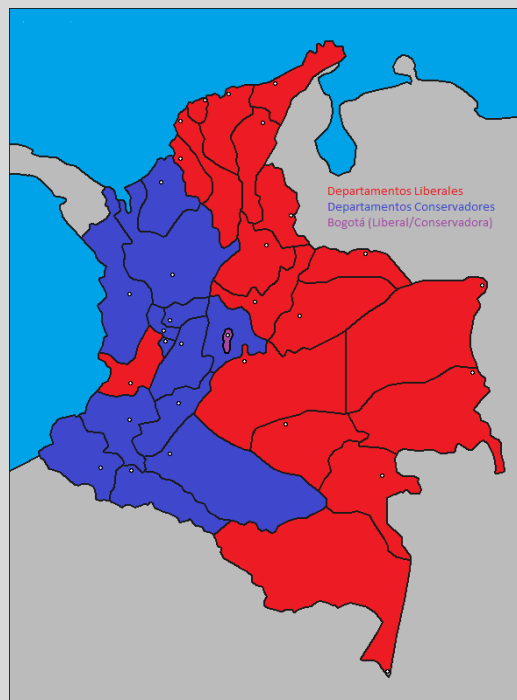 Departamentos Liberales
Departamentos Conservadores
Bogotá (Liberal/Conservadora)